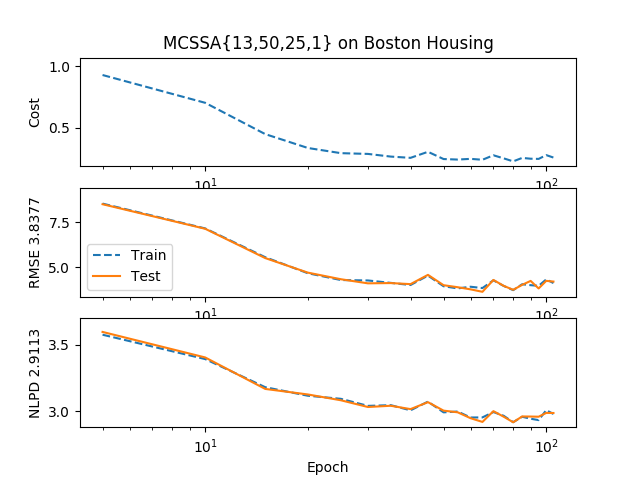 MCSSA{13,50,25,1} on Boston Housing
1.0
0.5
Cost
10¹
10²
7.5
5.0
RMSE 3.8377
Train
Test
10¹
10²
3.5
3.0
NLPD 2.9113
10¹
10²
Epoch